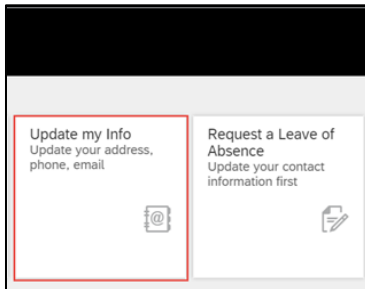 Update my Info
Update your address,
phone, email
@
Request a Leave of
Absence
Update your contact
information first